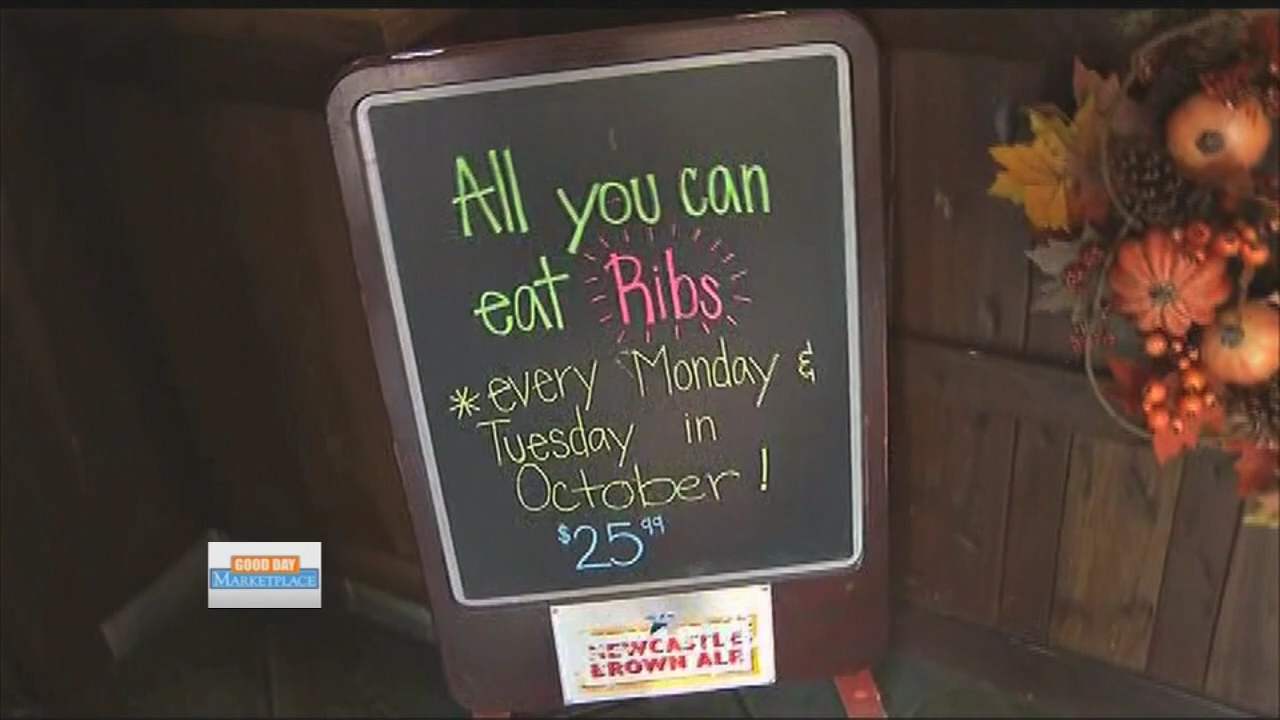 All you can
eat Ribs
*every Monday &
Tuesday in
October!
$25.99
GOOD DAY
MARKETPLACE
NEWCASTLE
BROWN ALE